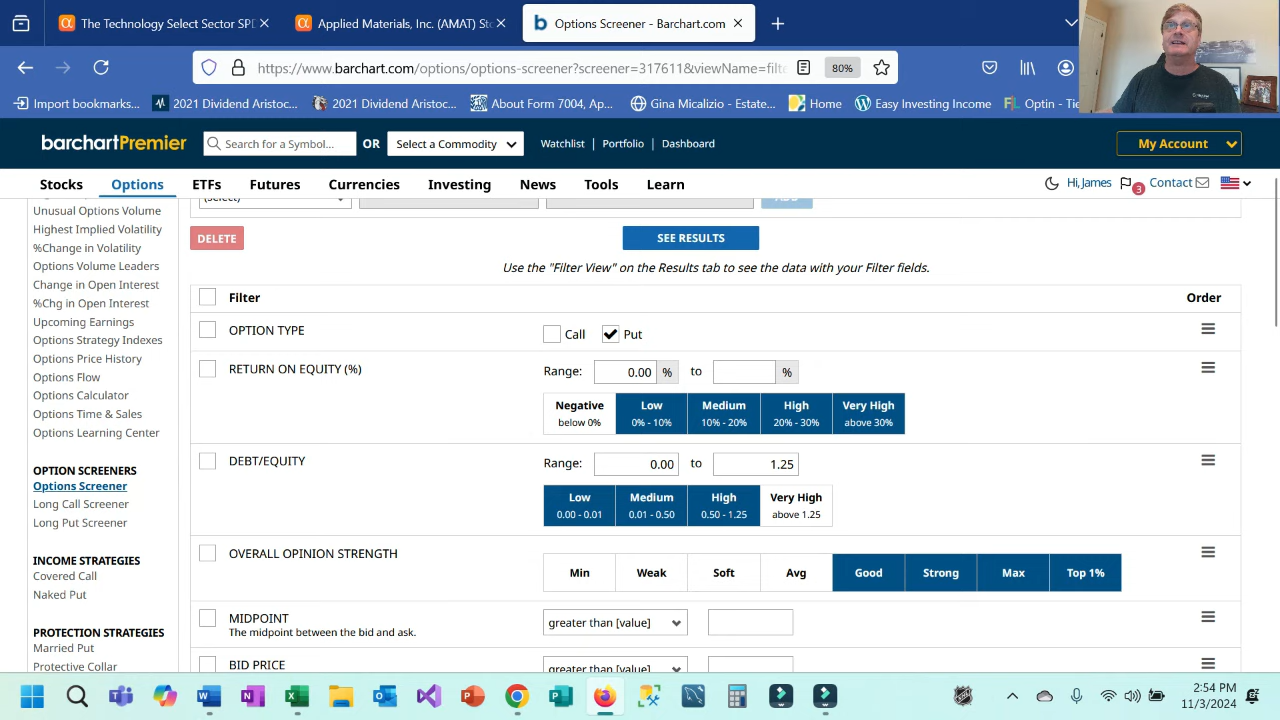 The Technology Select Sector SPD
Applied Materials, Inc. (AMAT) Sto
Options Screener - Barchart.com
https://www.barchart.com/options/options-screener?screener=317611&viewName=filte
80%
Import bookmarks...
2021 Dividend Aristoc...
2021 Dividend Aristoc...
About Form 7004, Ap...
Gina Micalizio - Estate...
Home
Easy Investing Income
Optin - Tie
barchartPremier
Search for a Symbol...
OR
Select a Commodity
Watchlist
Portfolio
Dashboard
My Account
Stocks
Options
ETFs
Futures
Currencies
Investing
News
Tools
Learn
Hi, James
3
Contact
Unusual Options Volume
Highest Implied Volatility
%Change in Volatility
Options Volume Leaders
Change in Open Interest
%Chg in Open Interest
Upcoming Earnings
Options Strategy Indexes
Options Price History
Options Flow
Options Calculator
Options Time & Sales
Options Learning Center
OPTION SCREENERS
Options Screener
Long Call Screener
Long Put Screener
INCOME STRATEGIES
Covered Call
Naked Put
PROTECTION STRATEGIES
Married Put
Protective Collar
(Select)
ADD
DELETE
SEE RESULTS
Use the "Filter View" on the Results tab to see the data with your Filter fields.
Filter
Order
OPTION TYPE
Call
Put
RETURN ON EQUITY (%)
Range:
0.00 %
to
%
Negative below 0%
Low 0% - 10%
Medium 10% - 20%
High 20% - 30%
Very High above 30%
DEBT/EQUITY
Range:
0.00
to
1.25
Low 0.00 - 0.01
Medium 0.01 - 0.50
High 0.50 - 1.25
Very High above 1.25
OVERALL OPINION STRENGTH
Min
Weak
Soft
Avg
Good
Strong
Max
Top 1%
MIDPOINT
The midpoint between the bid and ask.
greater than [value]
BID PRICE
greater than [value]
2:54 PM
11/3/2024